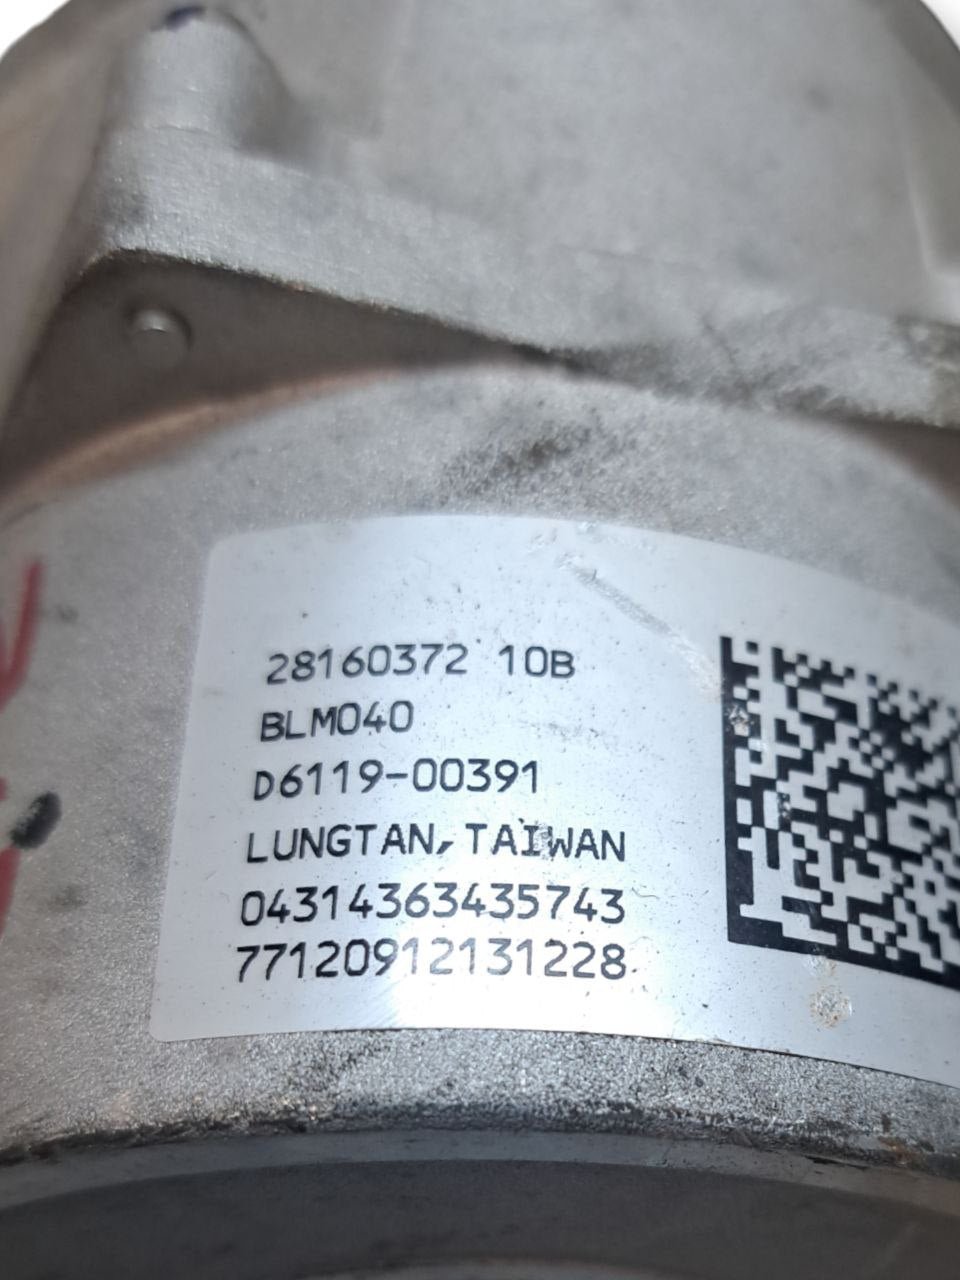 28160372 10B
BLM040
D6119-00391
LUNGTAN, TAIWAN
04314363435743
77120912131228